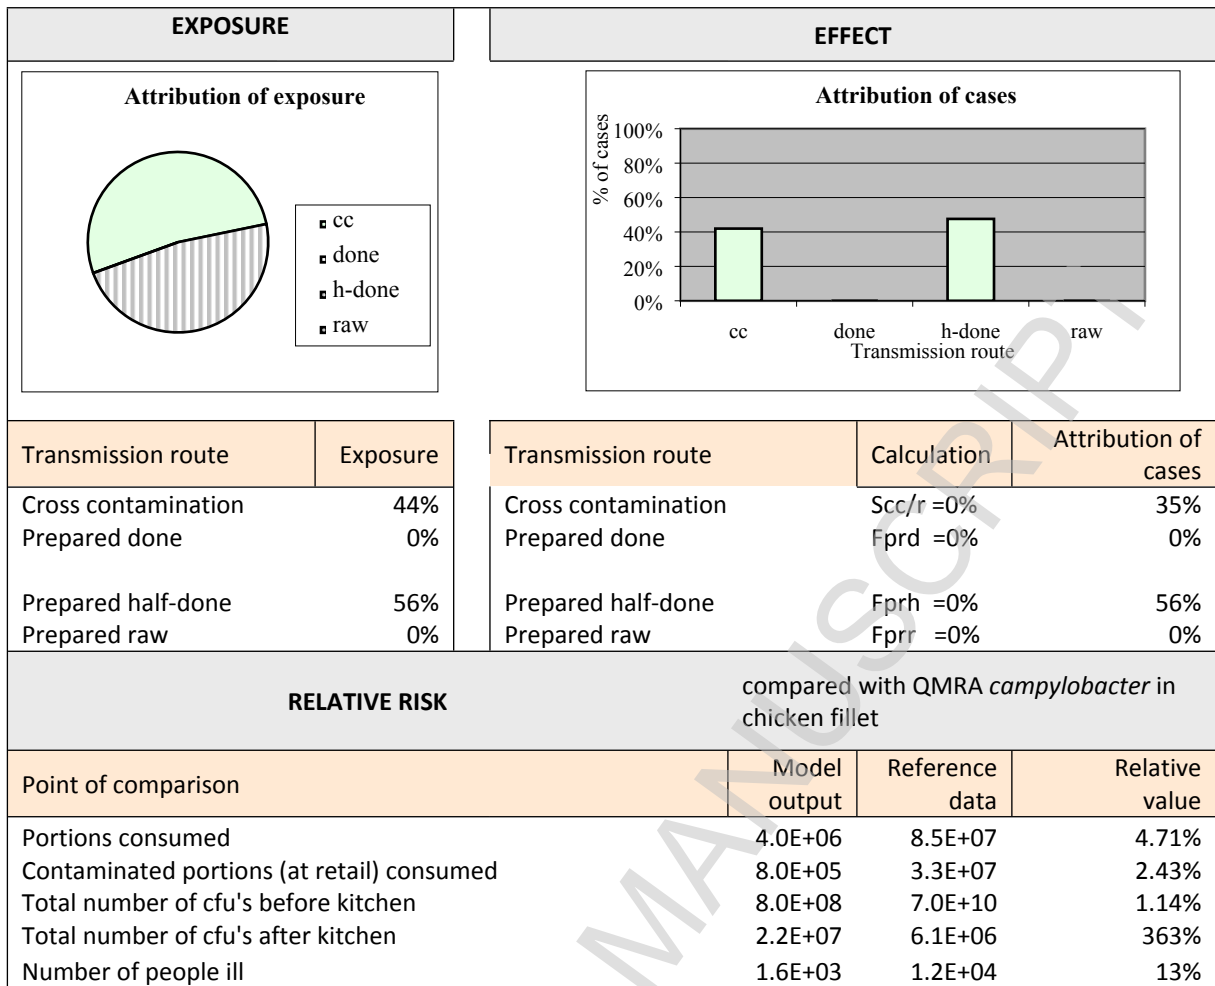 EXPOSURE
EFFECT
Attribution of exposure
cc
done
h-done
raw
Attribution of cases
% of cases
100%
80%
60%
40%
20%
0%
cc done h-done raw
Transmission route
Transmission route Exposure
Cross contamination 44%
Prepared done 0%
Prepared half-done 56%
Prepared raw 0%
Transmission route Calculation Attribution of
cases
Cross contamination Scc/r =0% 35%
Prepared done Fprd =0% 0%
Prepared half-done Fprh =0% 56%
Prepared raw Fprr =0% 0%
RELATIVE RISK
compared with QMRA campylobacter in
chicken fillet
Point of comparison Model Reference Relative
output data value
Portions consumed 4.0E+06 8.5E+07 4.71%
Contaminated portions (at retail) consumed 8.0E+05 3.3E+07 2.43%
Total number of cfu's before kitchen 8.0E+08 7.0E+10 1.14%
Total number of cfu's after kitchen 2.2E+07 6.1E+06 363%
Number of people ill 1.6E+03 1.2E+04 13%
MANUSCRIPT